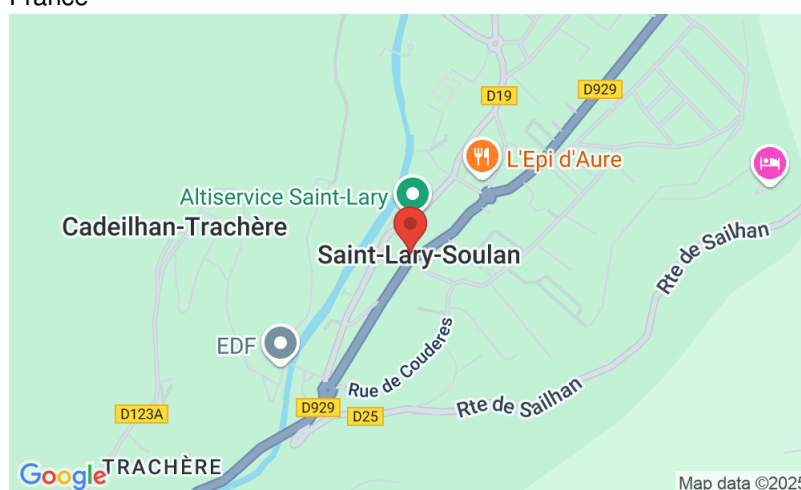 France
D19
D929
L'Epi d'Aure
Altiservice Saint-Lary
Cadeilhan-Trachère
Saint-Lary-Soulan
Rte de Sailhan
EDF
Rue de Couderes
Rte de Sailhan
D123A
D929
D25
TRACHÈRE
Google
Map data ©2025